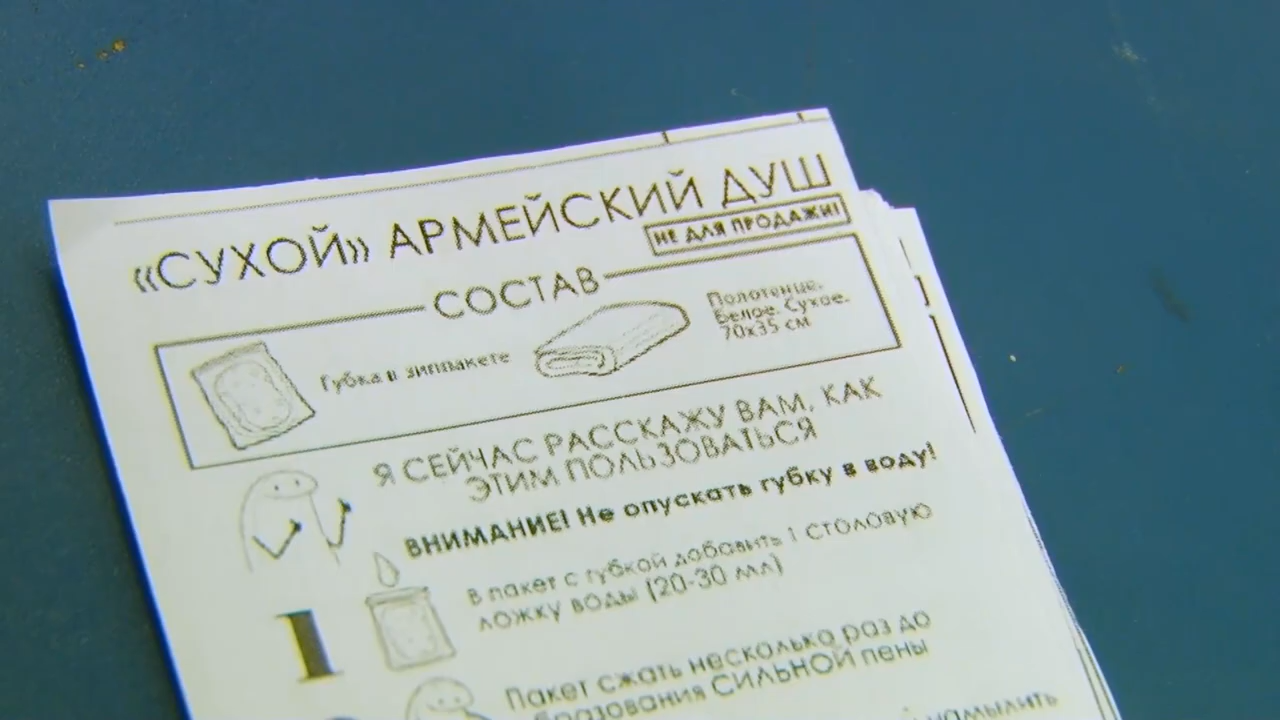 «СУХОЙ» АРМЕЙСКИЙ ДУШ
НЕ ДЛЯ ПРОДАЖИ!
СОСТАВ
Губка в зиппакете
Полотенце.
Белое. Сухое.
70х35 см
Я СЕЙЧАС РАССКАЖУ ВАМ, КАК
ЭТИМ ПОЛЬЗОВАТЬСЯ
ВНИМАНИЕ! Не опускать губку в воду!
1
В пакет с губкой добавить 1 столовую
ложку воды (20-30 мл)
Пакет сжать несколько раз до
бразования СИЛЬНОЙ пены
намылить